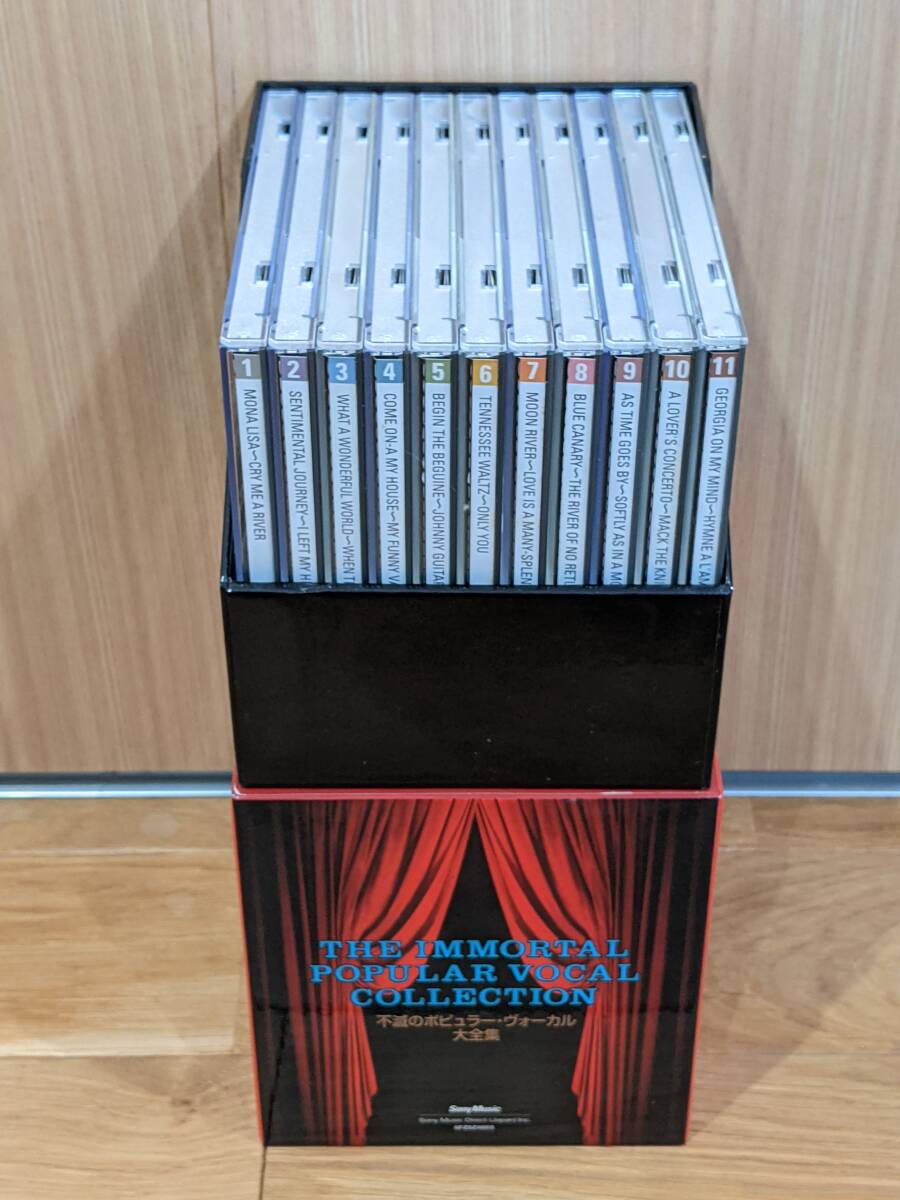 1 MONA LISA~CRY ME A RIVER
2 SENTIMENTAL JOURNEY~I LEFT MY H
3 WHAT A WONDERFUL WORLD~WHEN
4 COME ON-A MY HOUSE~MY FUNNY V
5 BEGIN THE BEGUINE~JOHNNY GUITAR
6 TENNESSEE WALTZ~ONLY YOU
7 MOON RIVER~LOVE IS A MANY-SPLEN
8 BLUE CANARY~THE RIVER OF NO RET
9 AS TIME GOES BY~SOFTLY AS IN A MO
10 A LOVER'S CONCERTO~MACK THE KN
11 GEORGIA ON MY MIND~HYMNE A L'AM
THE IMMORTAL
POPULAR VOCAL
COLLECTION
不滅のポピュラー・ヴォーカル
大全集
Sony Music
Sony Music Direct (Japan) Inc.